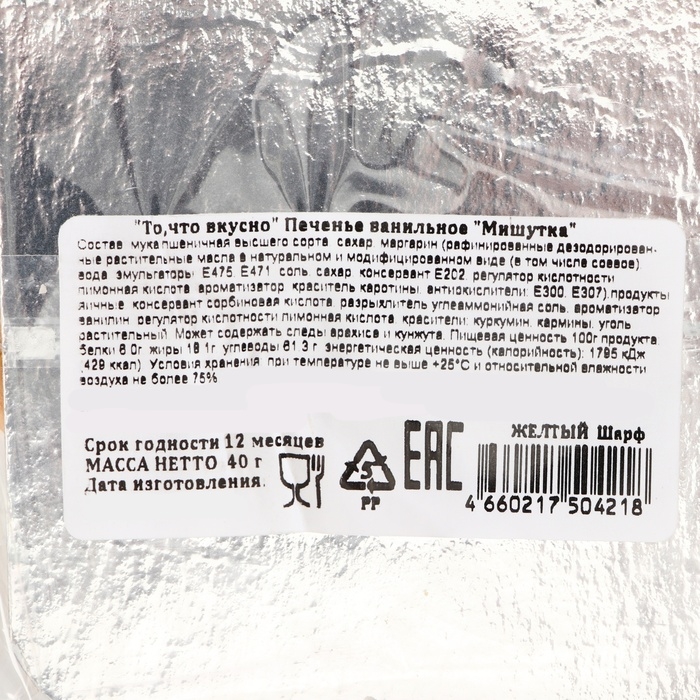 "То,что вкусно" Печенье ванильное "Мишутка"
Состав: мука пшеничная высшего сорта, сахар, маргарин (рафинированные дезодорирован-
ные растительные масла в натуральном и модифицированном виде (в том числе соевое),
вода, эмульгаторы: Е475, Е471, соль, сахар, консервант Е202, регулятор кислотности
лимонная кислота, ароматизатор, краситель каротины, антиокислители: Е300, Е307), продукты
яичные, консервант сорбиновая кислота, разрыхлитель углеаммонийная соль, ароматизатор
ванилин, регулятор кислотности лимонная кислота, красители: куркумин, кармины, уголь
растительный. Может содержать следы арахиса и кунжута. Пищевая ценность 100г продукта:
белки 6.0г, жиры 18.1г, углеводы 61.3 г, энергетическая ценность (калорийность): 1795 кДж
(429 ккал). Условия хранения: при температуре не выше +25°С и относительной влажности
воздуха не более 75%
Срок годности 12 месяцев
МАССА НЕТТО 40 г
Дата изготовления:
5
PP
EAC
ЖЕЛТЫЙ Шарф
4 660217 504218